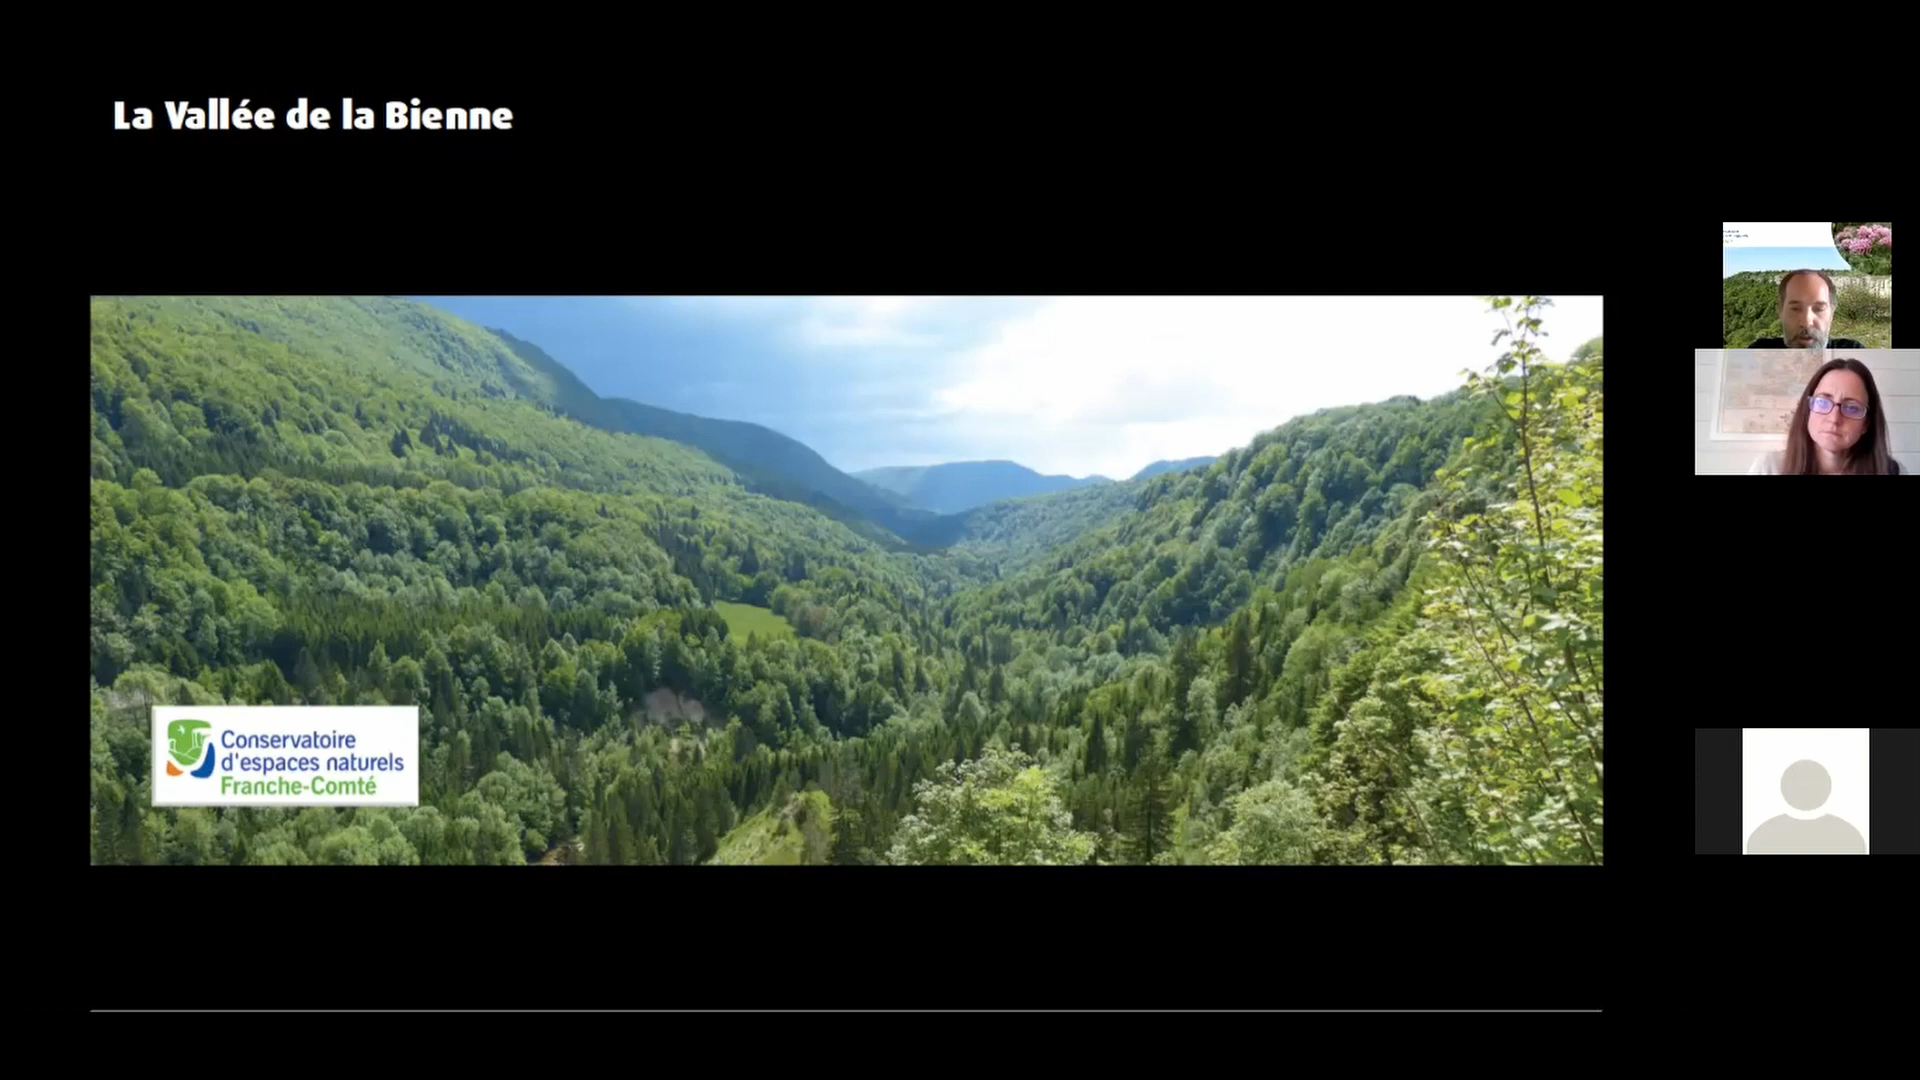 La Vallée de la Bienne
Conservatoire
d'espaces naturels
Franche-Comté